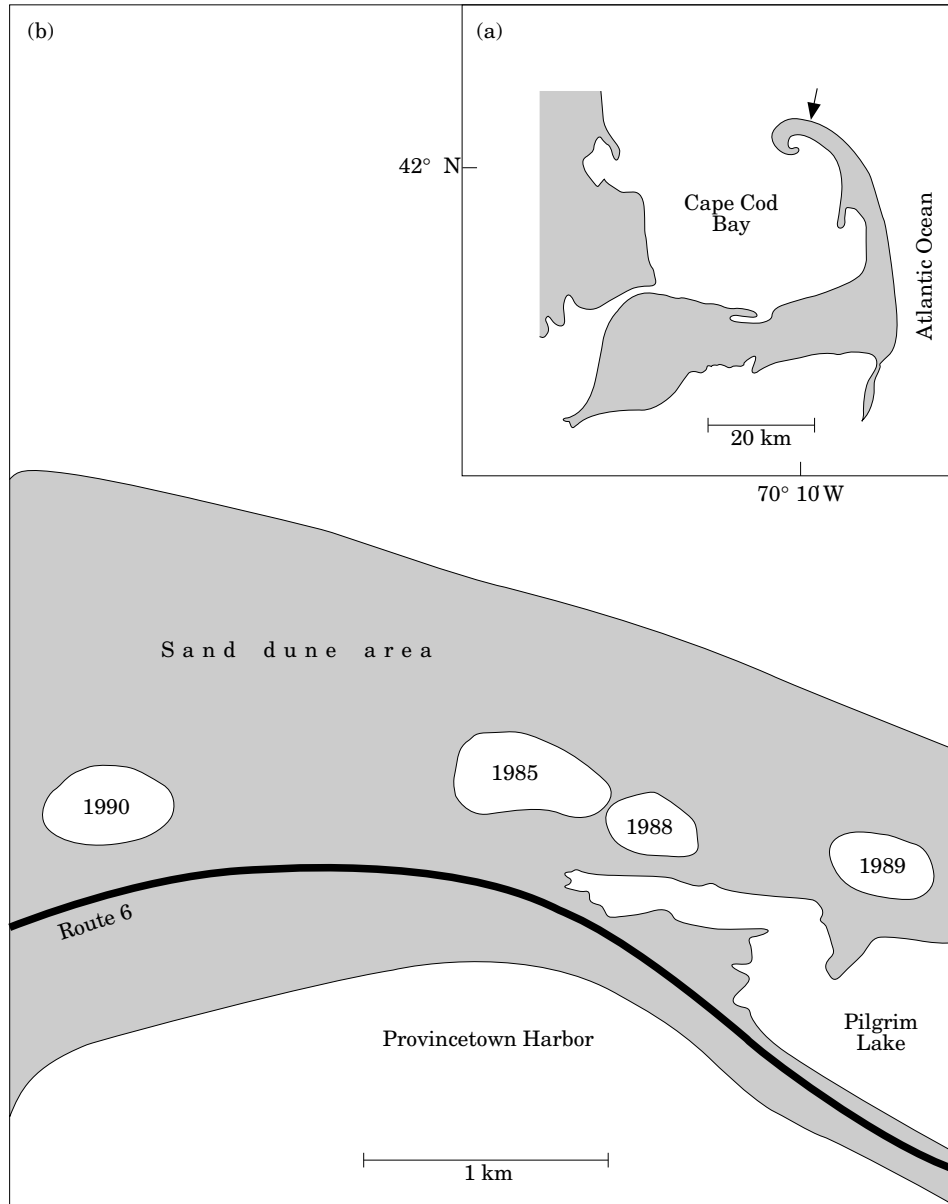 (b)
(a)
42° N
Cape Cod
Bay
Atlantic Ocean
20 km
70° 10' W
Sand dune area
1990
1985
1988
1989
Route 6
Provincetown Harbor
Pilgrim
Lake
1 km